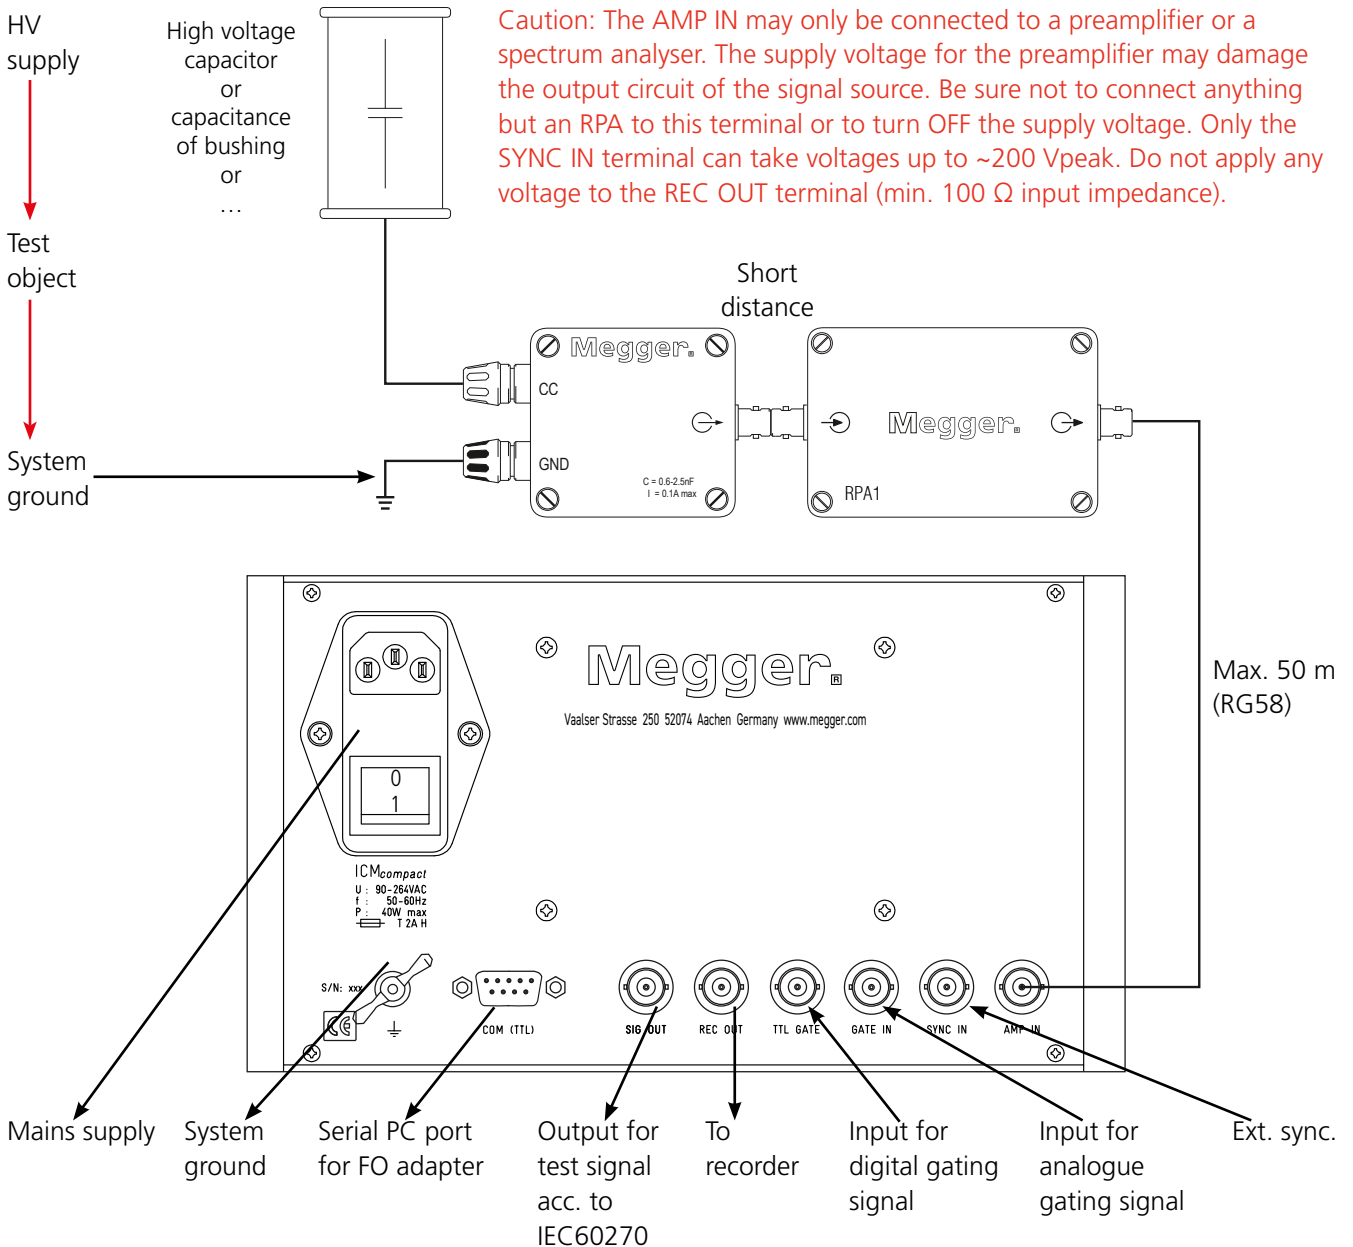 HV
supply
High voltage
capacitor
or
capacitance
of bushing
or
...
Caution: The AMP IN may only be connected to a preamplifier or a
spectrum analyser. The supply voltage for the preamplifier may damage
the output circuit of the signal source. Be sure not to connect anything
but an RPA to this terminal or to turn OFF the supply voltage. Only the
SYNC IN terminal can take voltages up to ~200 Vpeak. Do not apply any
voltage to the REC OUT terminal (min. 100 Ω input impedance).
Test
object
Short
distance
Megger®
CC
GND
C = 0.6-2.5nF
I = 0.1A max
Megger®
RPA1
System
ground
Megger®
Vaalser Strasse 250 52074 Aachen Germany www.megger.com
Max. 50 m
(RG58)
0
1
ICMcompact
U : 90-264VAC
f : 50-60Hz
P : 40W max
T 2A H
S/N: xxx
CE
COM (TTL)
SIG OUT
REC OUT
TTL GATE
GATE IN
SYNC IN
AMP IN
Mains supply
System
ground
Serial PC port
for FO adapter
Output for
test signal
acc. to
IEC60270
To
recorder
Input for
digital gating
signal
Input for
analogue
gating signal
Ext. sync.